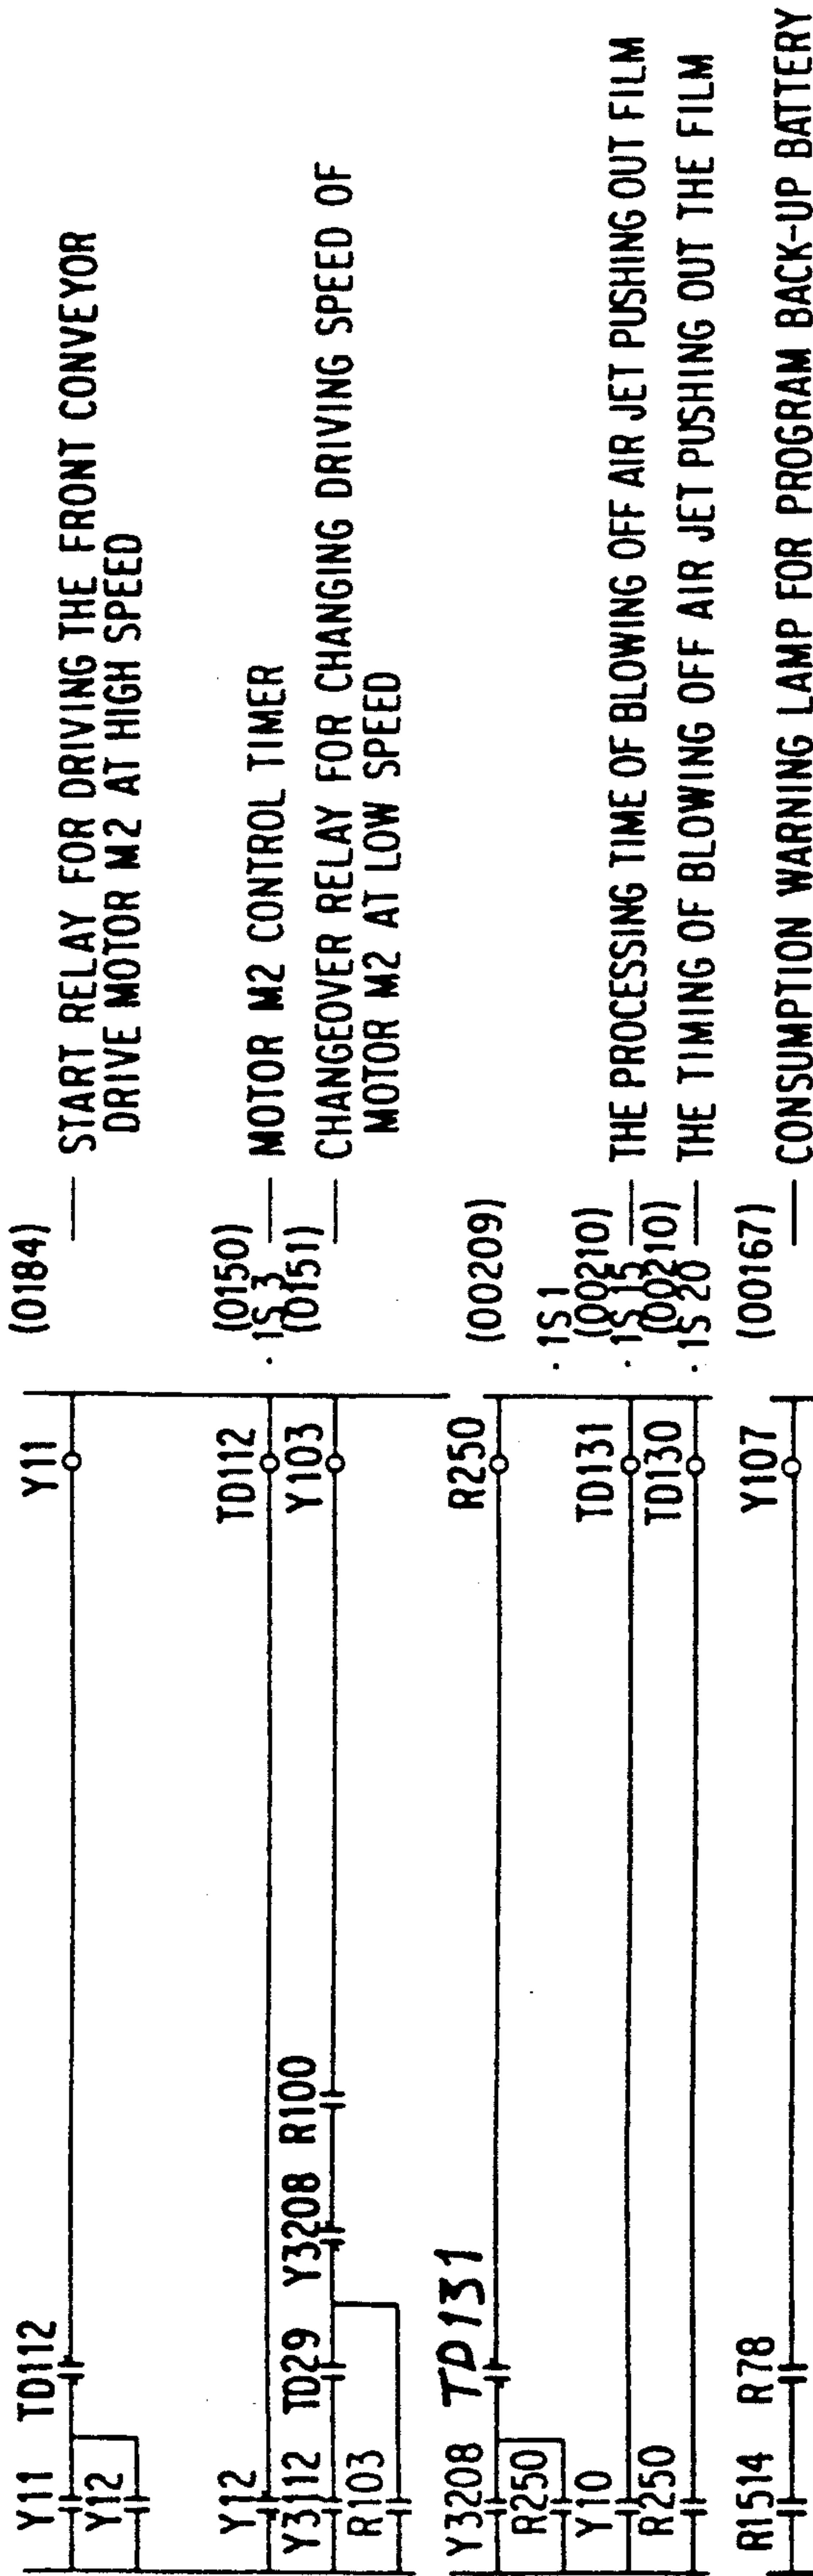 Y11 TD112 Y11 (0184) START RELAY FOR DRIVING THE FRONT CONVEYOR
Y12 DRIVE MOTOR M2 AT HIGH SPEED
Y12 TD112 (0150)
.1S 3 MOTOR M2 CONTROL TIMER
Y3112 TD29 Y3208 R100 Y103 (0151) CHANGEOVER RELAY FOR CHANGING DRIVING SPEED OF
R103 MOTOR M2 AT LOW SPEED
Y3208 TD131 R250 (00209)
R250 .1S 1
Y10 TD131 (00210)
.1S 15 THE PROCESSING TIME OF BLOWING OFF AIR JET PUSHING OUT FILM
R250 TD130 (00210)
.1S 20 THE TIMING OF BLOWING OFF AIR JET PUSHING OUT THE FILM
R1514 R78 Y107 (00167) CONSUMPTION WARNING LAMP FOR PROGRAM BACK-UP BATTERY